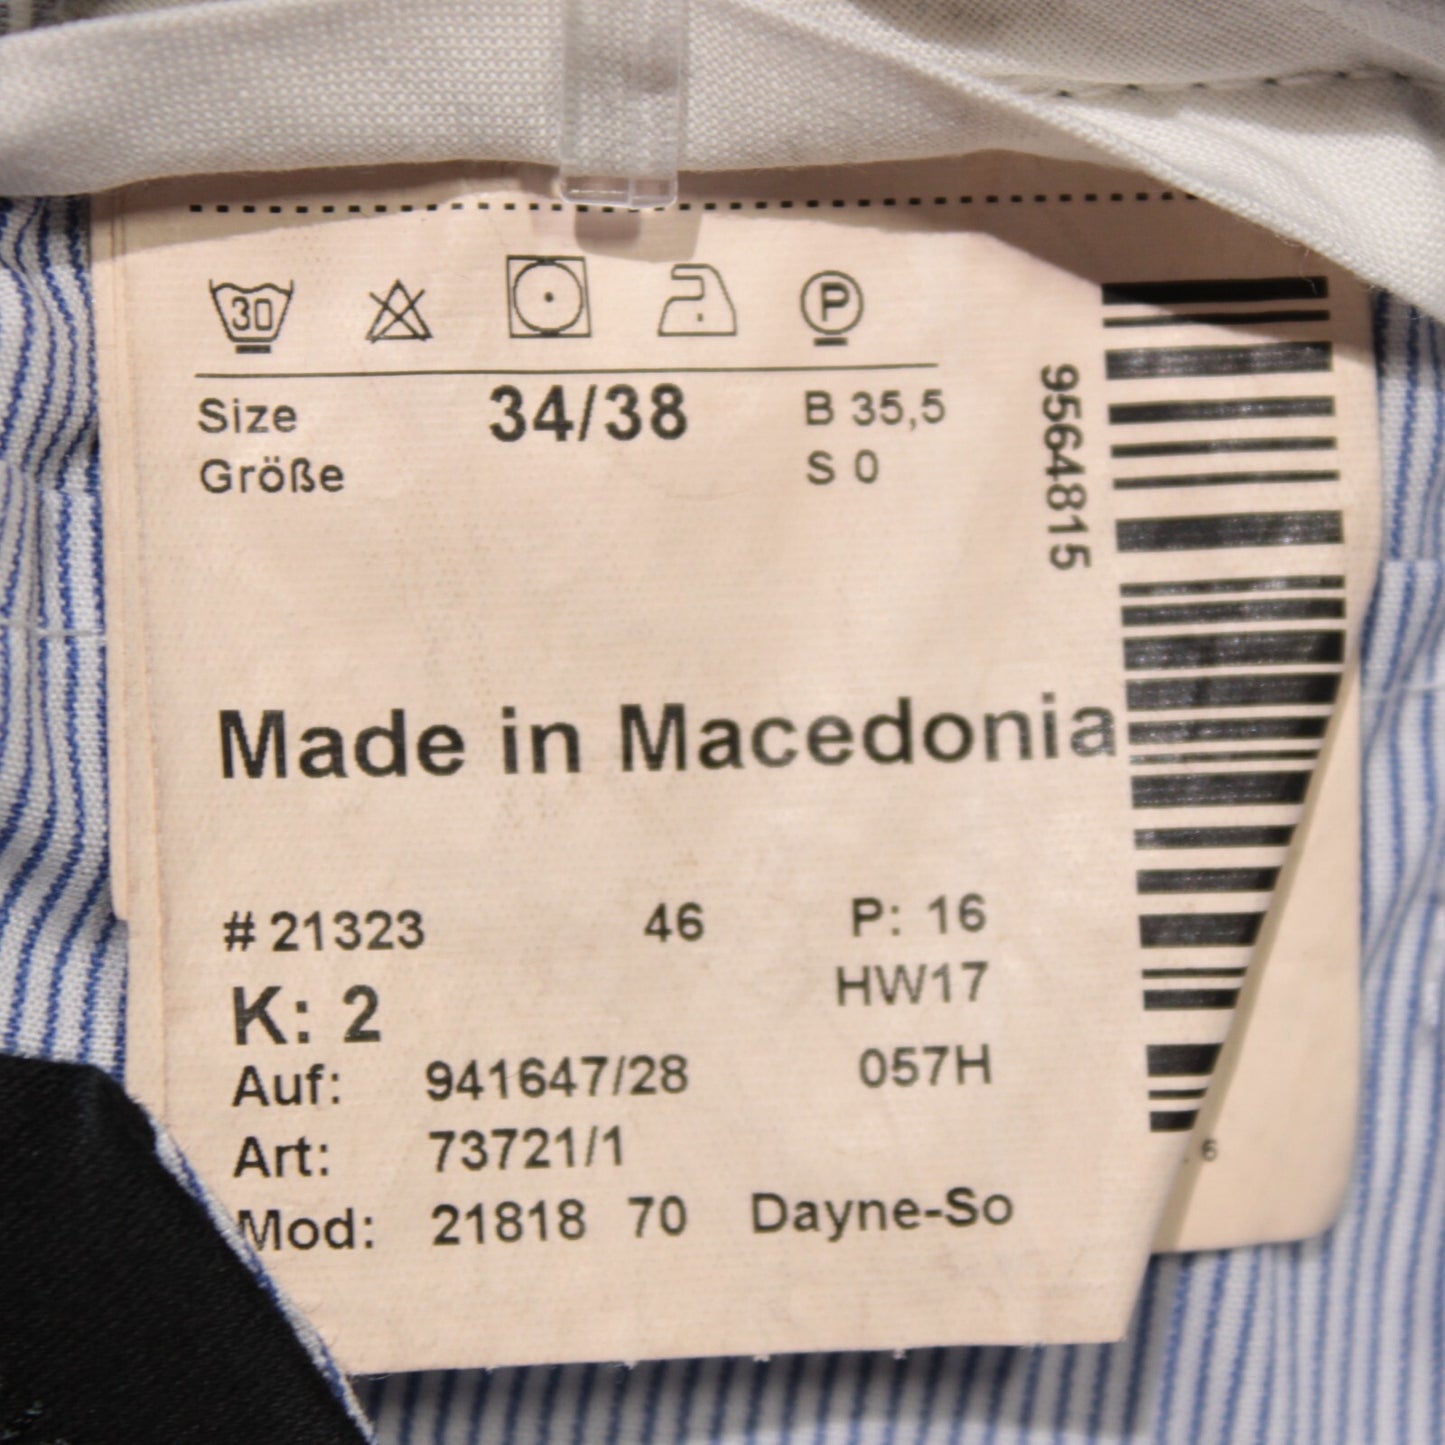 30 P
Size 34/38 B 35,5
Größe S 0
9564815
Made in Macedonia
# 21323 46 P: 16
K: 2 HW17
Auf: 941647/28 057H
Art: 73721/1
Mod: 21818 70 Dayne-So
6